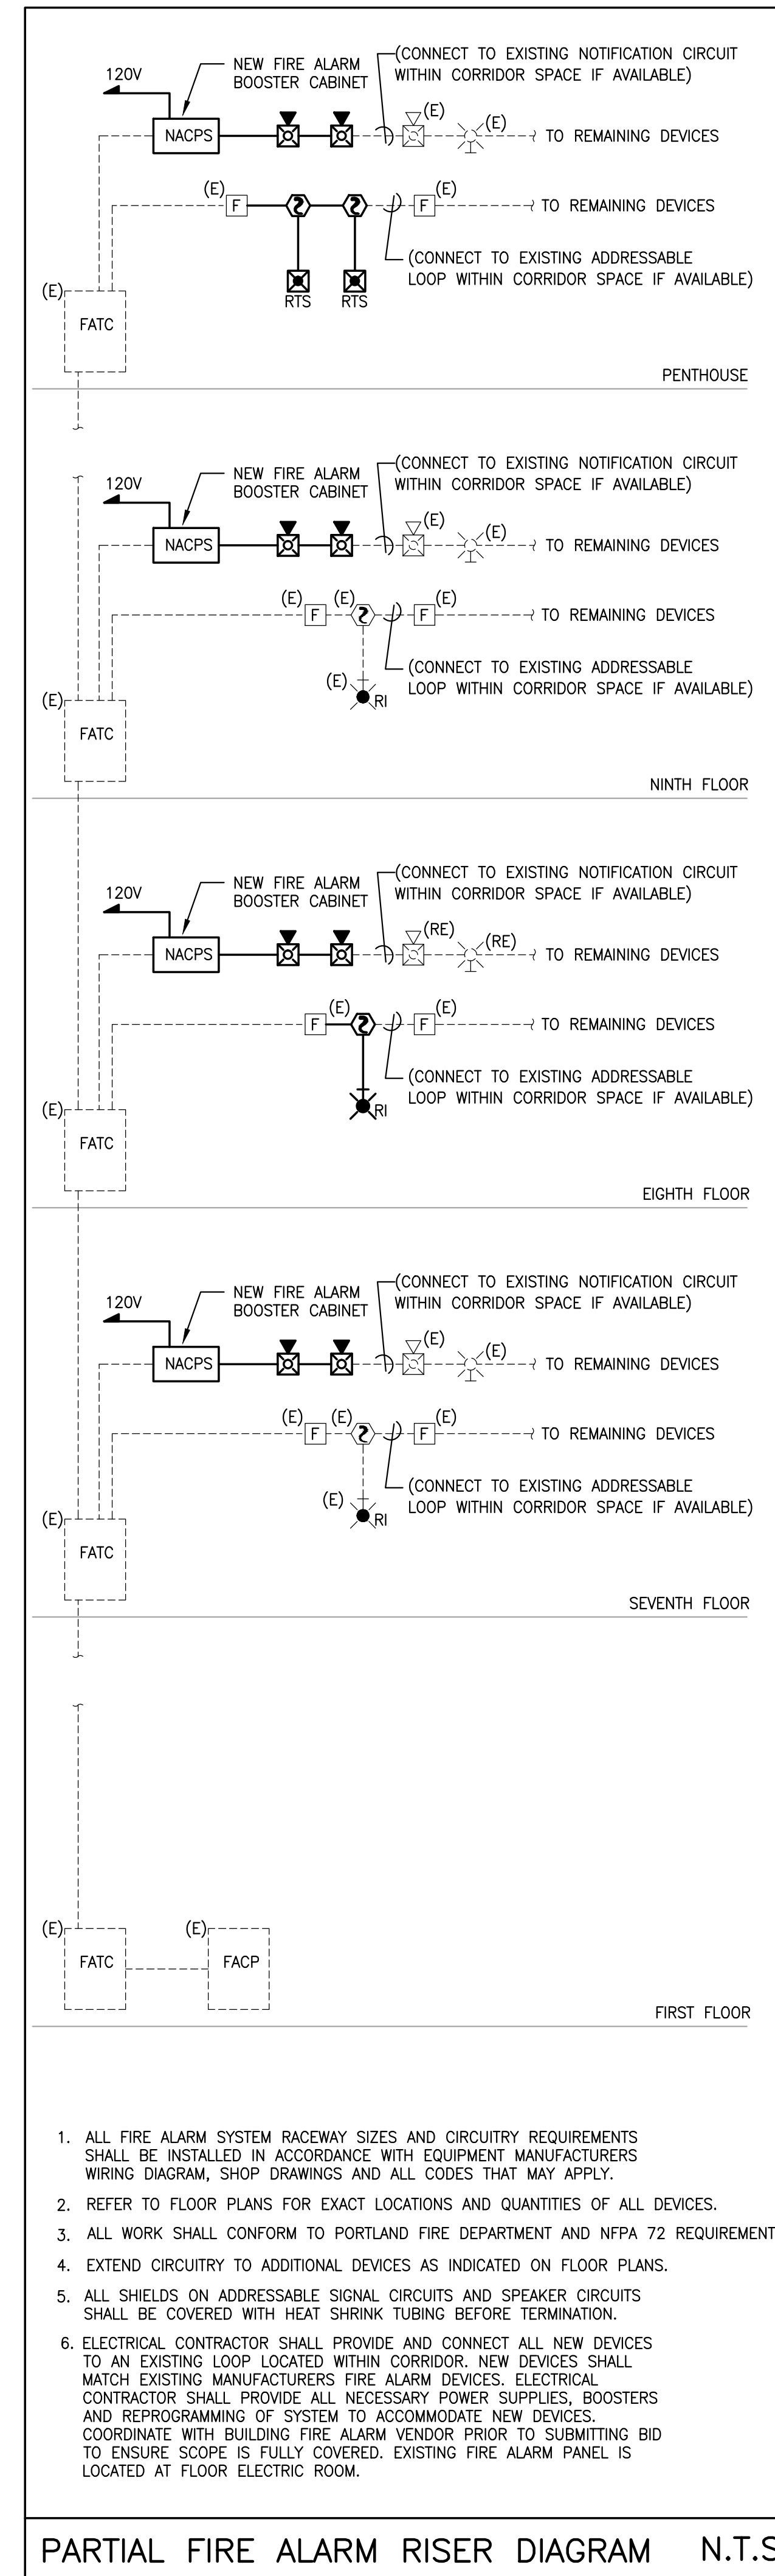 120V
NEW FIRE ALARM
BOOSTER CABINET
(CONNECT TO EXISTING NOTIFICATION CIRCUIT
WITHIN CORRIDOR SPACE IF AVAILABLE)
NACPS
(E)
(E)
TO REMAINING DEVICES
(E)
F
F
(E)
TO REMAINING DEVICES
(CONNECT TO EXISTING ADDRESSABLE
LOOP WITHIN CORRIDOR SPACE IF AVAILABLE)
RTS
RTS
(E)
FATC
PENTHOUSE
120V
NEW FIRE ALARM
BOOSTER CABINET
(CONNECT TO EXISTING NOTIFICATION CIRCUIT
WITHIN CORRIDOR SPACE IF AVAILABLE)
NACPS
(E)
(E)
TO REMAINING DEVICES
(E)
F
(E)
F
(E)
TO REMAINING DEVICES
(CONNECT TO EXISTING ADDRESSABLE
LOOP WITHIN CORRIDOR SPACE IF AVAILABLE)
(E)
RI
(E)
FATC
NINTH FLOOR
120V
NEW FIRE ALARM
BOOSTER CABINET
(CONNECT TO EXISTING NOTIFICATION CIRCUIT
WITHIN CORRIDOR SPACE IF AVAILABLE)
NACPS
(RE)
(RE)
TO REMAINING DEVICES
F
(E)
F
(E)
TO REMAINING DEVICES
(CONNECT TO EXISTING ADDRESSABLE
LOOP WITHIN CORRIDOR SPACE IF AVAILABLE)
RI
(E)
FATC
EIGHTH FLOOR
120V
NEW FIRE ALARM
BOOSTER CABINET
(CONNECT TO EXISTING NOTIFICATION CIRCUIT
WITHIN CORRIDOR SPACE IF AVAILABLE)
NACPS
(E)
(E)
TO REMAINING DEVICES
(E)
F
(E)
F
(E)
TO REMAINING DEVICES
(CONNECT TO EXISTING ADDRESSABLE
LOOP WITHIN CORRIDOR SPACE IF AVAILABLE)
(E)
RI
(E)
FATC
SEVENTH FLOOR
(E)
FATC
(E)
FACP
FIRST FLOOR
1. ALL FIRE ALARM SYSTEM RACEWAY SIZES AND CIRCUITRY REQUIREMENTS
SHALL BE INSTALLED IN ACCORDANCE WITH EQUIPMENT MANUFACTURERS
WIRING DIAGRAM, SHOP DRAWINGS AND ALL CODES THAT MAY APPLY.
2. REFER TO FLOOR PLANS FOR EXACT LOCATIONS AND QUANTITIES OF ALL DEVICES.
3. ALL WORK SHALL CONFORM TO PORTLAND FIRE DEPARTMENT AND NFPA 72 REQUIREMENT
4. EXTEND CIRCUITRY TO ADDITIONAL DEVICES AS INDICATED ON FLOOR PLANS.
5. ALL SHIELDS ON ADDRESSABLE SIGNAL CIRCUITS AND SPEAKER CIRCUITS
SHALL BE COVERED WITH HEAT SHRINK TUBING BEFORE TERMINATION.
6. ELECTRICAL CONTRACTOR SHALL PROVIDE AND CONNECT ALL NEW DEVICES
TO AN EXISTING LOOP LOCATED WITHIN CORRIDOR. NEW DEVICES SHALL
MATCH EXISTING MANUFACTURERS FIRE ALARM DEVICES. ELECTRICAL
CONTRACTOR SHALL PROVIDE ALL NECESSARY POWER SUPPLIES, BOOSTERS
AND REPROGRAMMING OF SYSTEM TO ACCOMMODATE NEW DEVICES.
COORDINATE WITH BUILDING FIRE ALARM VENDOR PRIOR TO SUBMITTING BID
TO ENSURE SCOPE IS FULLY COVERED. EXISTING FIRE ALARM PANEL IS
LOCATED AT FLOOR ELECTRIC ROOM.
PARTIAL FIRE ALARM RISER DIAGRAM N.T.S